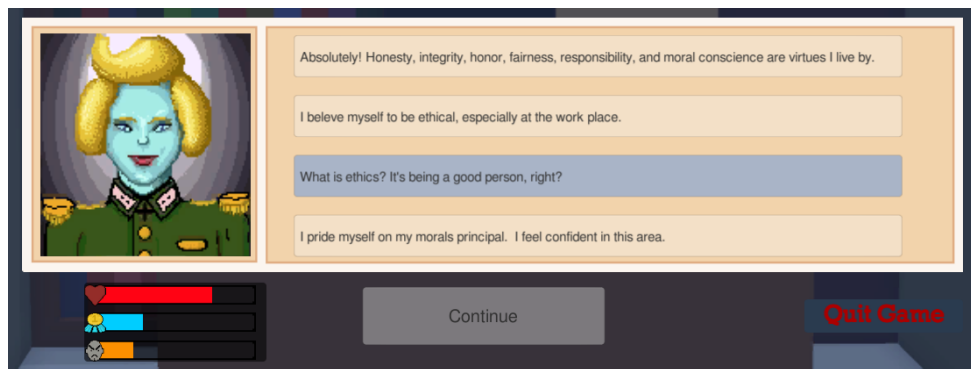 Absolutely! Honesty, integrity, honor, fairness, responsibility, and moral conscience are virtues I live by.
I beleve myself to be ethical, especially at the work place.
What is ethics? It's being a good person, right?
I pride myself on my morals principal. I feel confident in this area.
Continue
Quit Game